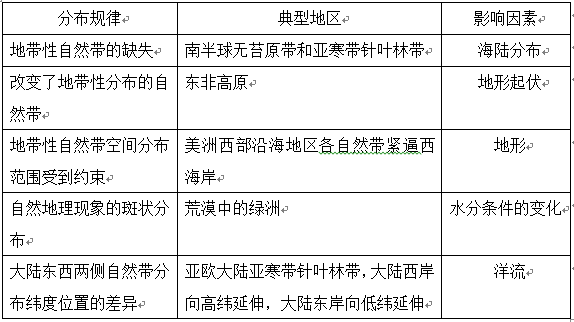 分布规律 典型地区 影响因素
地带性自然带的缺失 南半球无苔原带和亚寒带针叶林带 海陆分布
改变了地带性分布的自 东非高原 地形起伏
然带
地带性自然带空间分布 美洲西部沿海地区各自然带紧逼西 地形
范围受到约束 海岸
自然地理现象的斑状分 荒漠中的绿洲 水分条件的变化
布
大陆东西两侧自然带分 亚欧大陆亚寒带针叶林带，大陆西岸 洋流
布纬度位置的差异 向高纬延伸，大陆东岸向低纬延伸